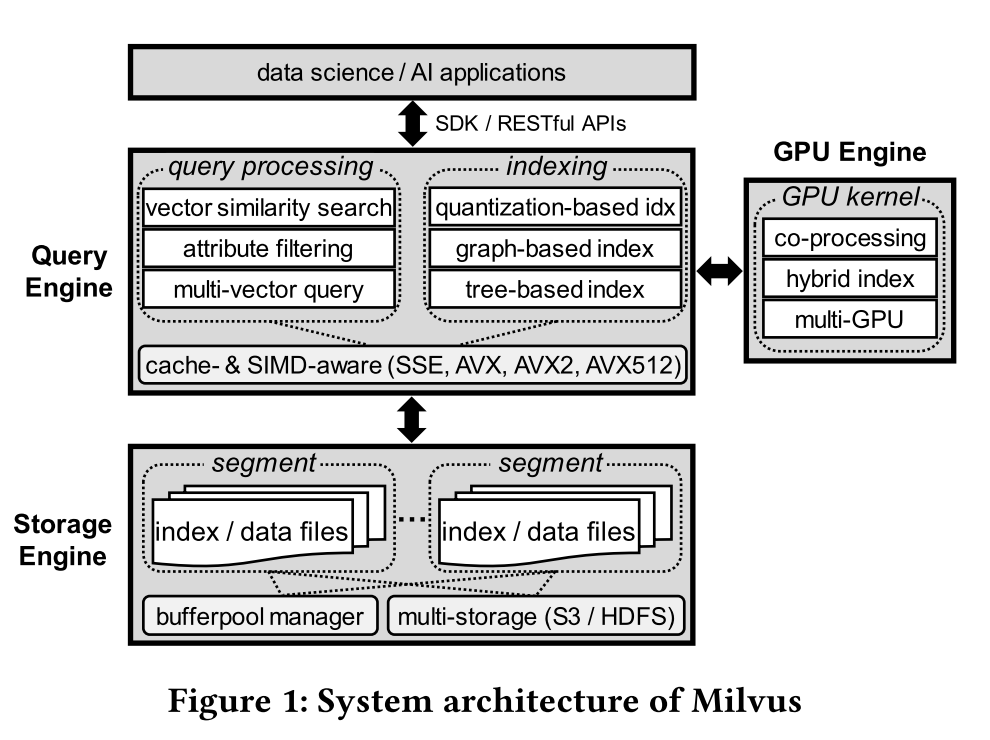 data science / AI applications
SDK / RESTful APIs
Query
Engine
query processing
vector similarity search
attribute filtering
multi-vector query
indexing
quantization-based idx
graph-based index
tree-based index
cache- & SIMD-aware (SSE, AVX, AVX2, AVX512)
GPU Engine
GPU kernel
co-processing
hybrid index
multi-GPU
Storage
Engine
segment
index / data files
...
segment
index / data files
bufferpool manager
multi-storage (S3 / HDFS)
Figure 1: System architecture of Milvus